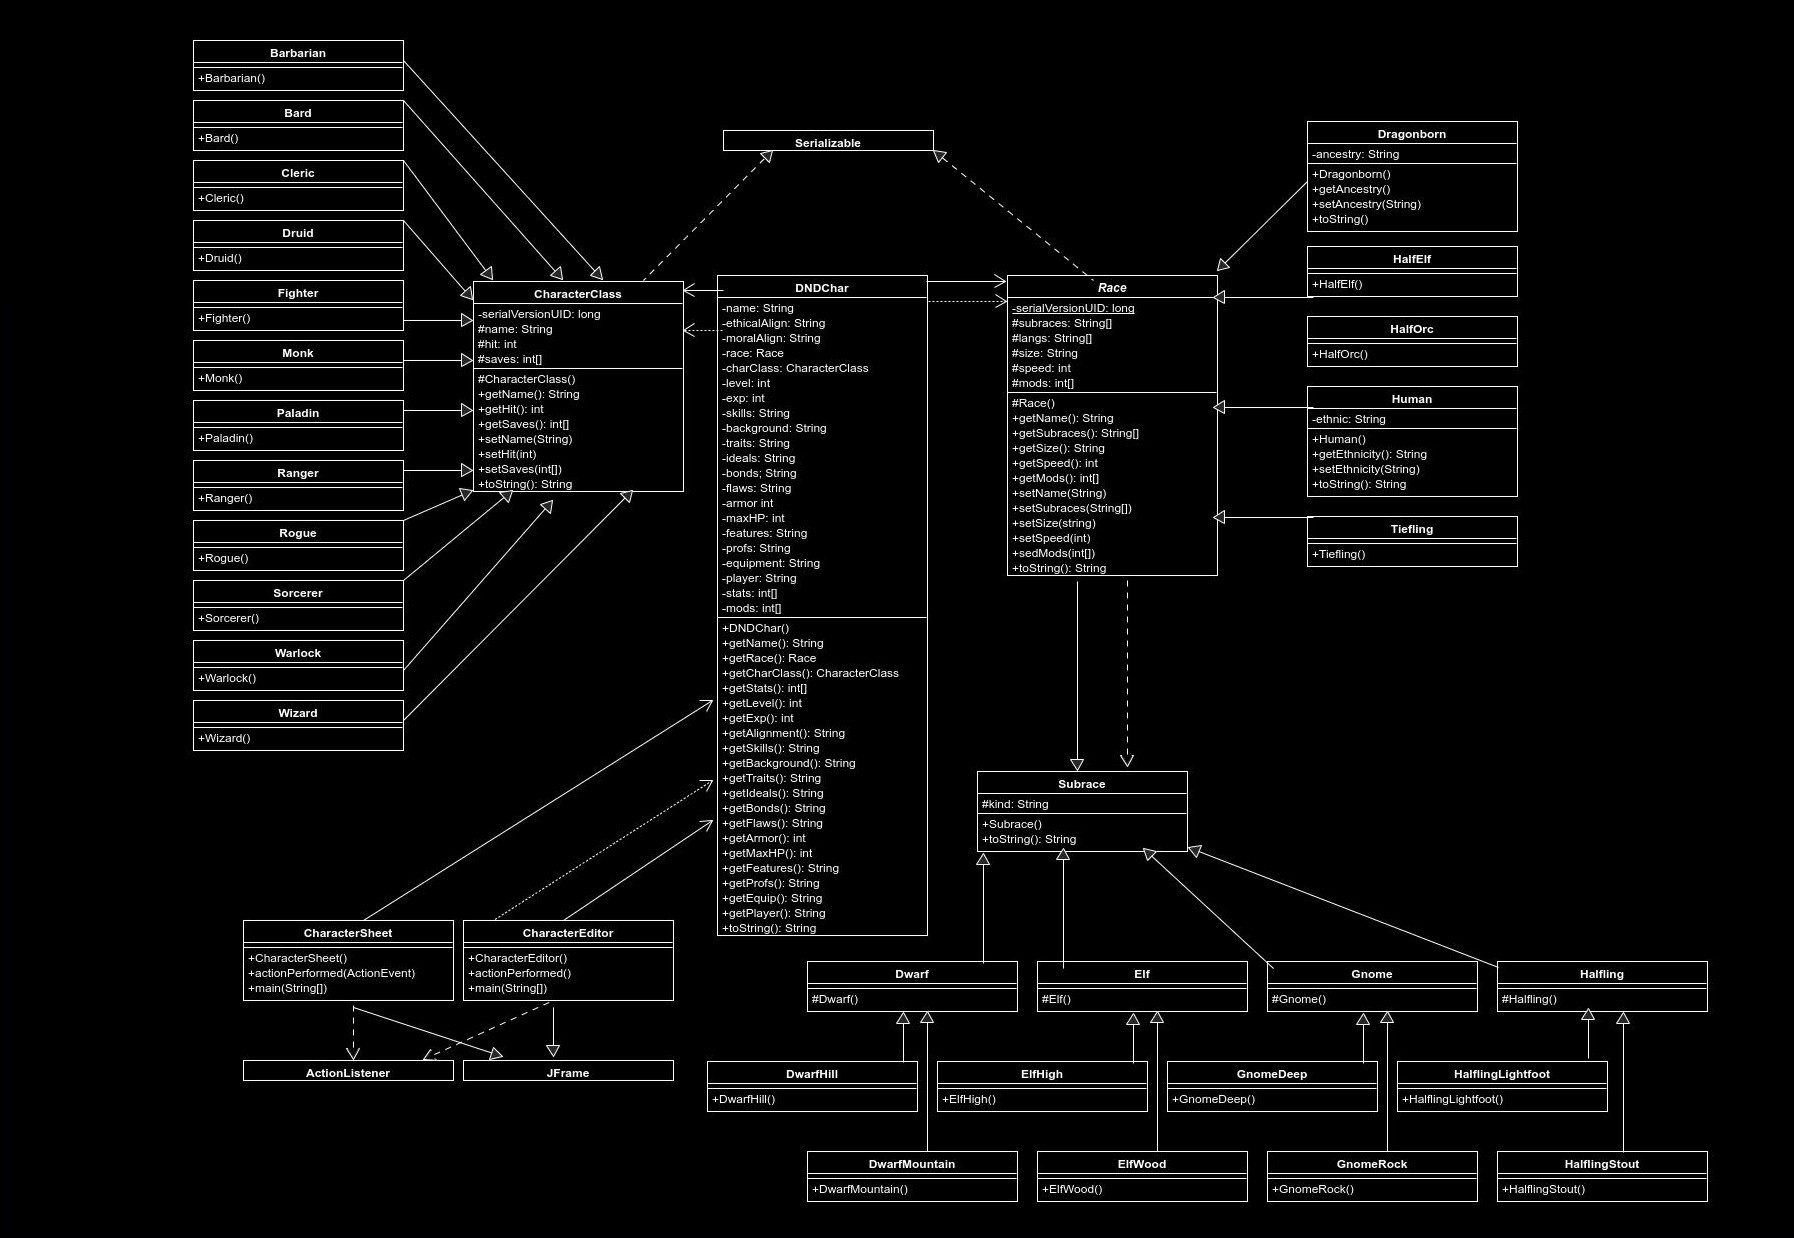 Barbarian
+Barbarian()
Bard
+Bard()
Cleric
+Cleric()
Druid
+Druid()
Fighter
+Fighter()
Monk
+Monk()
Paladin
+Paladin()
Ranger
+Ranger()
Rogue
+Rogue()
Sorcerer
+Sorcerer()
Warlock
+Warlock()
Wizard
+Wizard()
CharacterClass
-serialVersionUID: long
#name: String
#hit: int
#saves: int[]
#CharacterClass()
+getName(): String
+getHit(): int
+getSaves(): int[]
+setName(String)
+setHit(int)
+setSaves(int[])
+toString(): String
Serializable
DNDChar
-name: String
-ethicalAlign: String
-moralAlign: String
-race: Race
-charClass: CharacterClass
-level: int
-exp: int
-skills: String
-background: String
-traits: String
-ideals: String
-bonds; String
-flaws: String
-armor int
-maxHP: int
-features: String
-profs: String
-equipment: String
-player: String
-stats: int[]
-mods: int[]
+DNDChar()
+getName(): String
+getRace(): Race
+getCharClass(): CharacterClass
+getStats(): int[]
+getLevel(): int
+getExp(): int
+getAlignment(): String
+getSkills(): String
+getBackground(): String
+getTraits(): String
+getIdeals(): String
+getBonds(): String
+getFlaws(): String
+getArmor(): int
+getMaxHP(): int
+getFeatures(): String
+getProfs(): String
+getEquip(): String
+getPlayer(): String
+toString(): String
Race
-serialVersionUID: long
#subraces: String[]
#langs: String[]
#size: String
#speed: int
#mods: int[]
#Race()
+getName(): String
+getSubraces(): String[]
+getSize(): String
+getSpeed(): int
+getMods(): int[]
+setName(String)
+setSubraces(String[])
+setSize(string)
+setSpeed(int)
+sedMods(int[])
+toString(): String
Dragonborn
-ancestry: String
+Dragonborn()
+getAncestry()
+setAncestry(String)
+toString()
HalfElf
+HalfElf()
HalfOrc
+HalfOrc()
Human
-ethnic: String
+Human()
+getEthnicity(): String
+setEthnicity(String)
+toString(): String
Tiefling
+Tiefling()
Subrace
#kind: String
+Subrace()
+toString(): String
CharacterSheet
+CharacterSheet()
+actionPerformed(ActionEvent)
+main(String[])
CharacterEditor
+CharacterEditor()
+actionPerformed()
+main(String[])
ActionListener
JFrame
Dwarf
#Dwarf()
Elf
#Elf()
Gnome
#Gnome()
Halfling
#Halfling()
DwarfHill
+DwarfHill()
ElfHigh
+ElfHigh()
GnomeDeep
+GnomeDeep()
HalflingLightfoot
+HalflingLightfoot()
DwarfMountain
+DwarfMountain()
ElfWood
+ElfWood()
GnomeRock
+GnomeRock()
HalflingStout
+HalflingStout()